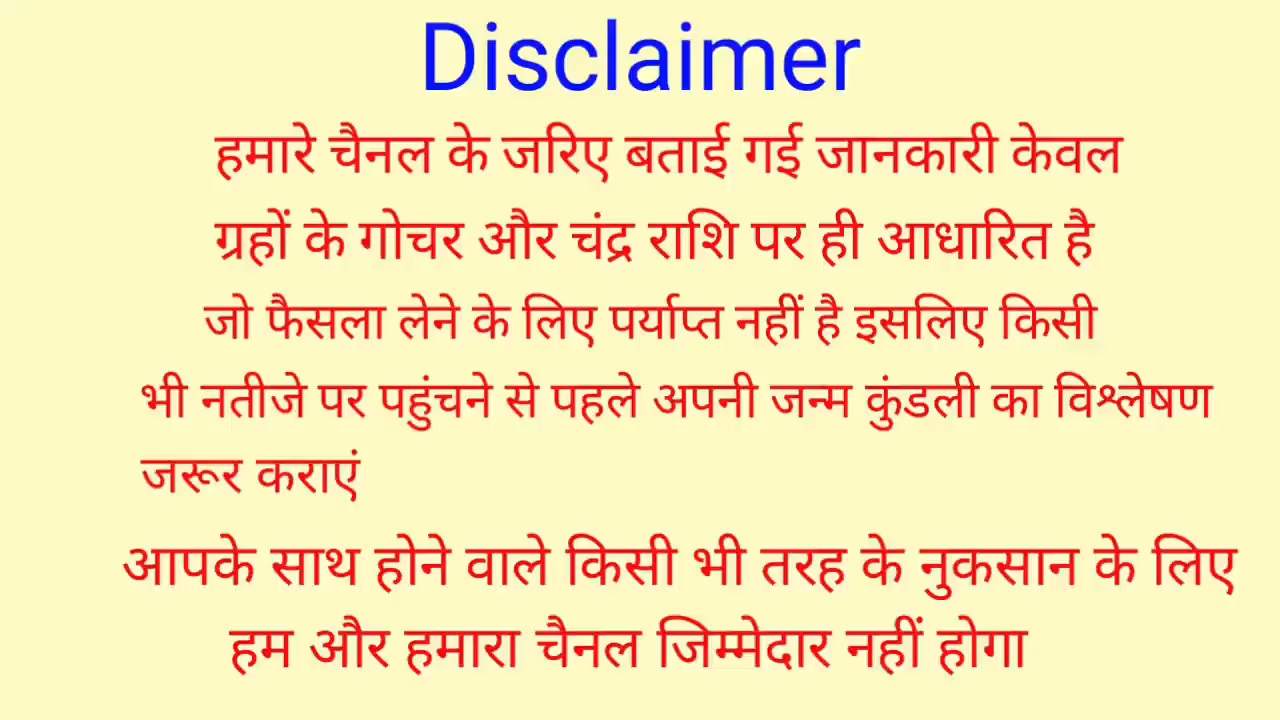 Disclaimer
हमारे चैनल के जरिए बताई गई जानकारी केवल
ग्रहों के गोचर और चंद्र राशि पर ही आधारित है
जो फैसला लेने के लिए पर्याप्त नहीं है इसलिए किसी
भी नतीजे पर पहुंचने से पहले अपनी जन्म कुंडली का विश्लेषण
जरूर कराएं
आपके साथ होने वाले किसी भी तरह के नुकसान के लिए
हम और हमारा चैनल जिम्मेदार नहीं होगा